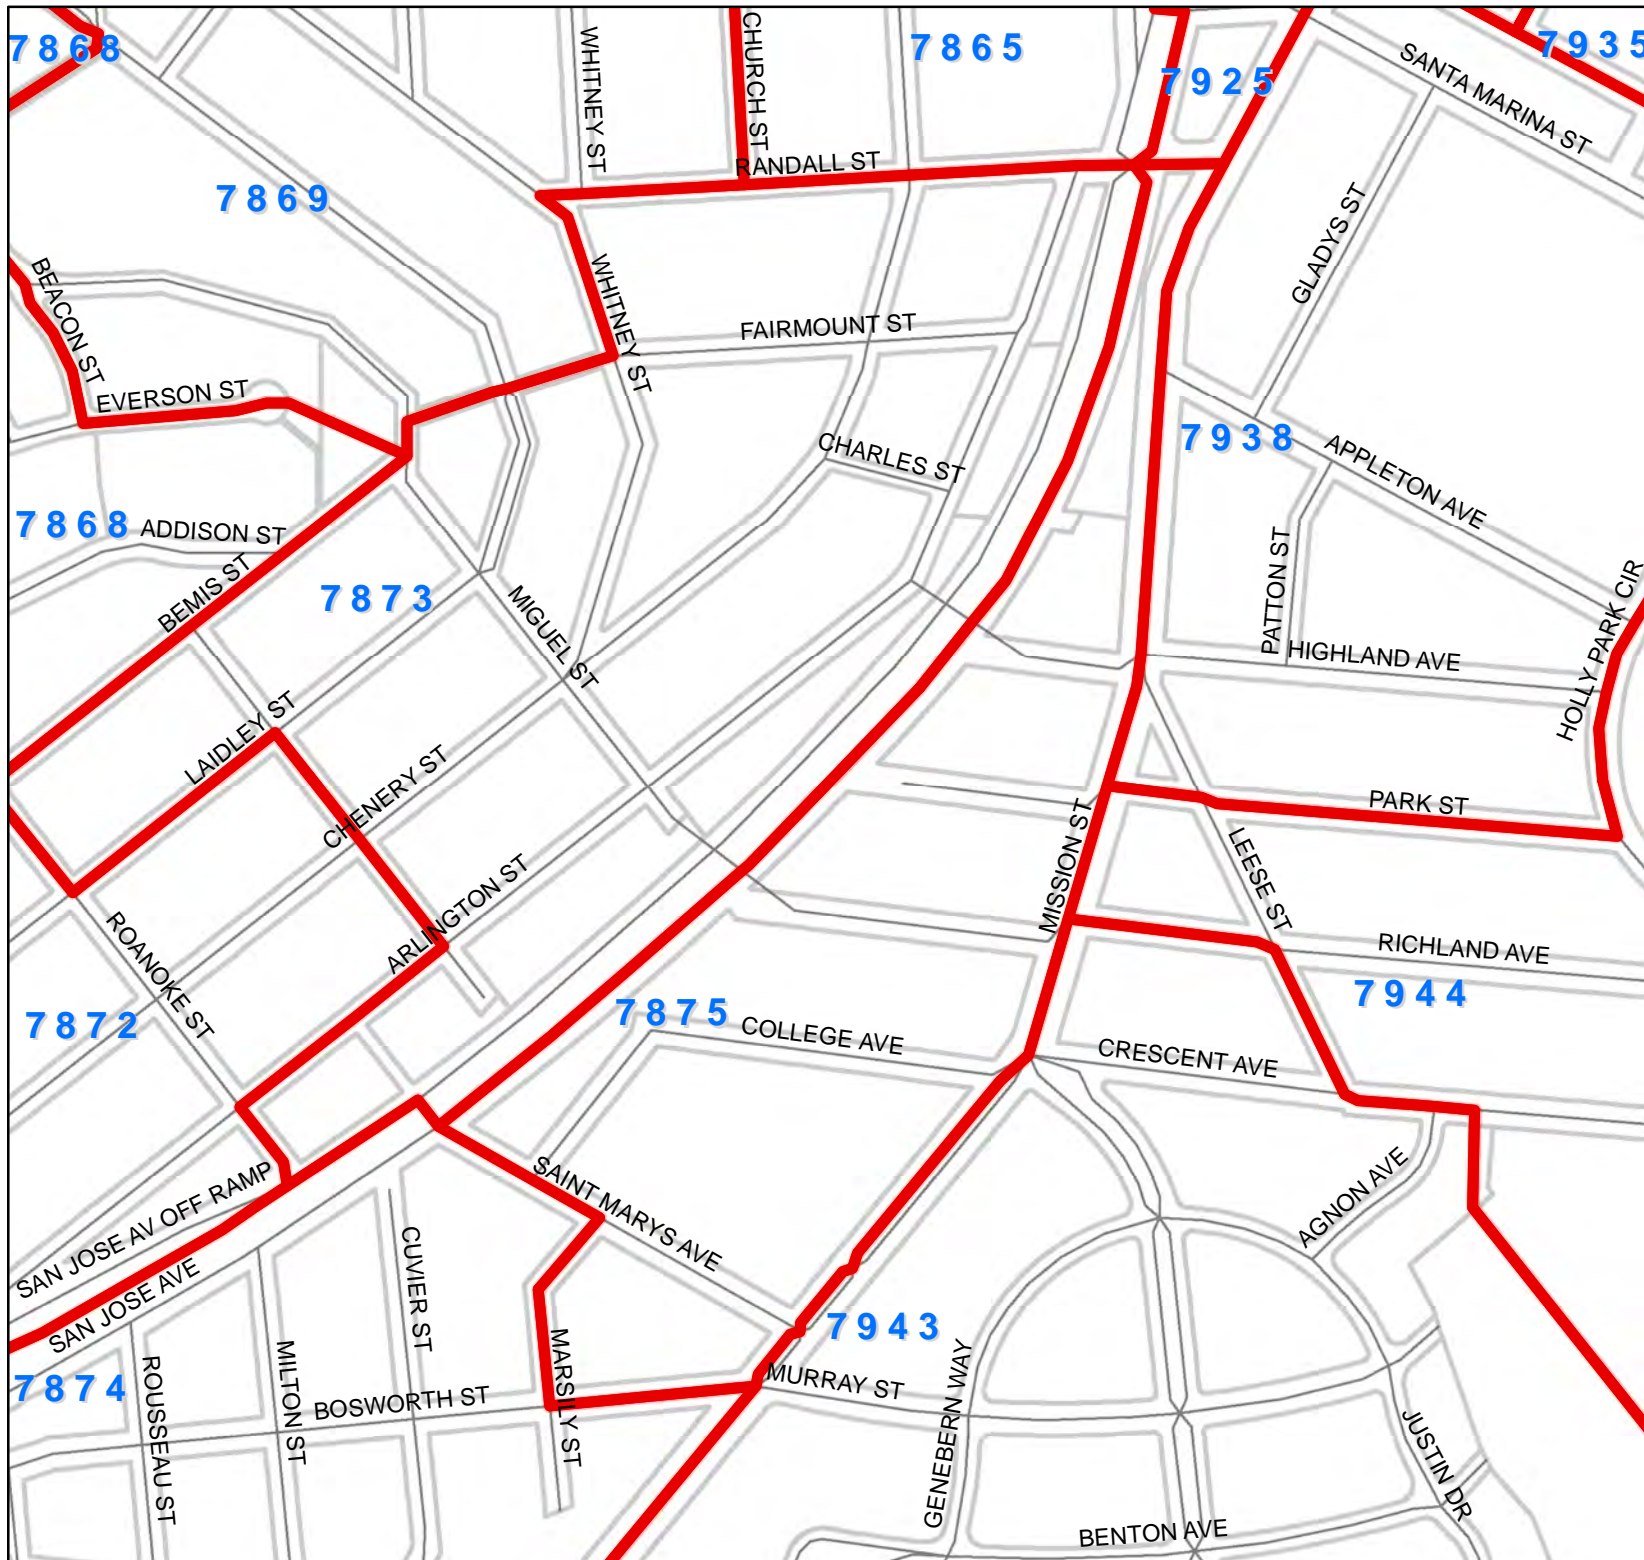 7868
WHITNEY ST
CHURCH ST
7865
7925
SANTA MARINA ST
7935
RANDALL ST
7869
GLADYS ST
BEACON ST
WHITNEY ST
FAIRMOUNT ST
EVERSON ST
CHARLES ST
7938
APPLETON AVE
7868
ADDISON ST
BEMIS ST
7873
MIGUEL ST
PATTON ST
HIGHLAND AVE
HOLLY PARK CIR
LAIDLEY ST
CHENERY ST
PARK ST
MISSION ST
LEESE ST
ARLINGTON ST
ROANOKE ST
RICHLAND AVE
7944
7872
7875
COLLEGE AVE
CRESCENT AVE
SAINT MARYS AVE
AGNON AVE
SAN JOSE AV OFF RAMP
SAN JOSE AVE
CUVIER ST
7943
7874
ROUSSEAU ST
MILTON ST
BOSWORTH ST
MARSILY ST
MURRAY ST
GENEBERN WAY
JUSTIN DR
BENTON AVE